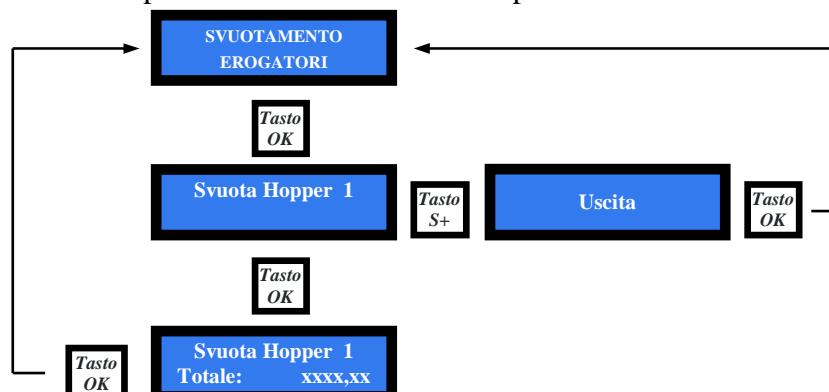 SVUOTAMENTO
EROGATORI
Tasto
OK
Svuota Hopper 1
Tasto
S+
Uscita
Tasto
OK
Tasto
OK
Svuota Hopper 1
Totale: xxxx,xx
Tasto
OK